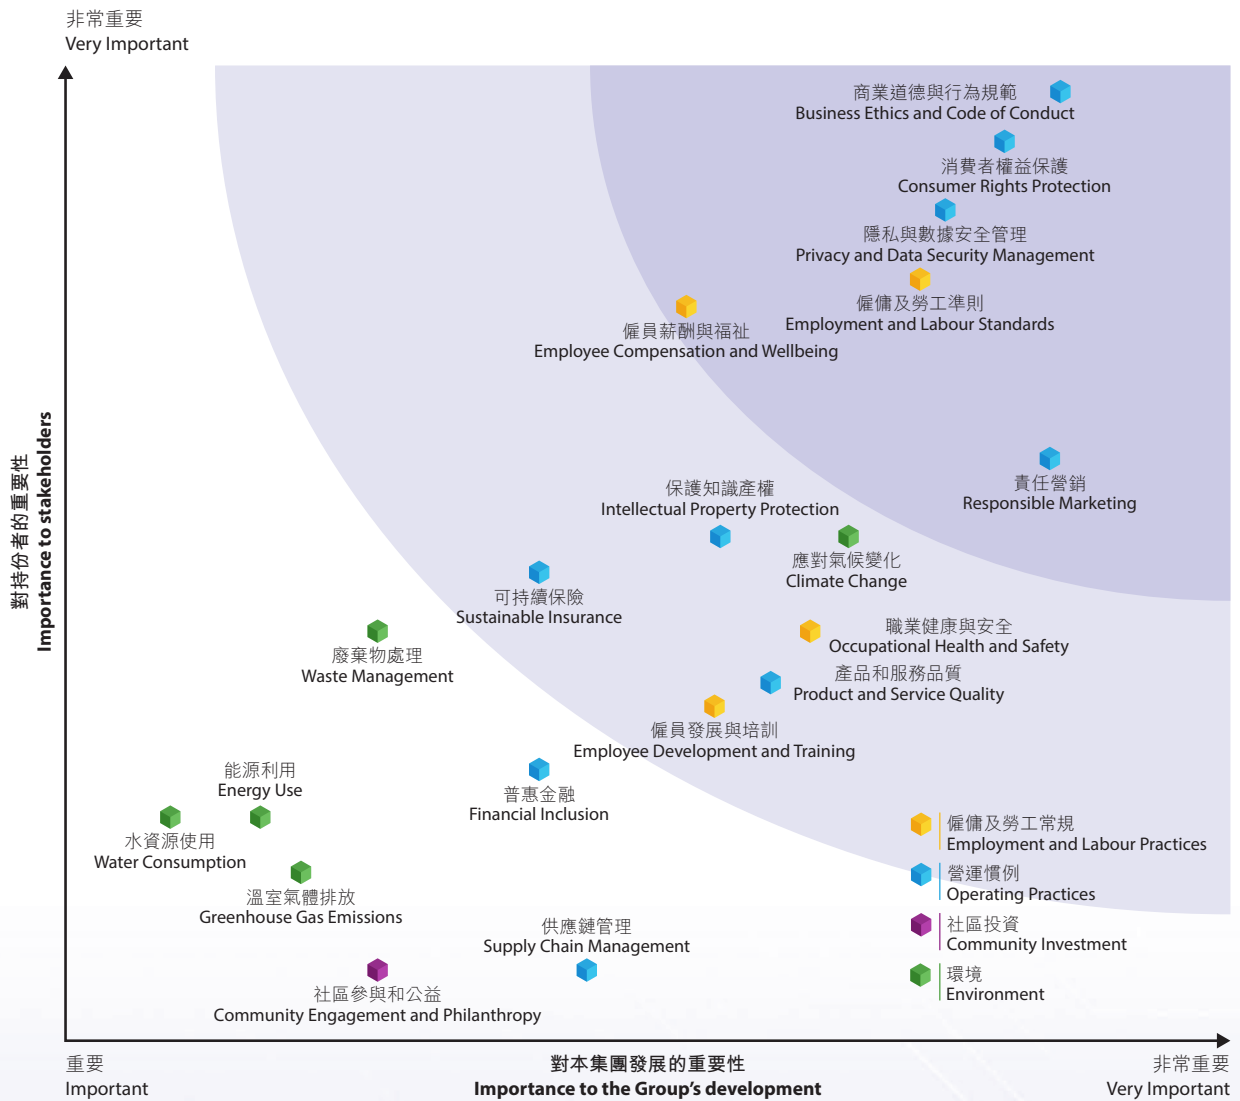 非常重要
Very Important
商業道德與行為規範
Business Ethics and Code of Conduct
消費者權益保護
Consumer Rights Protection
隱私與數據安全管理
Privacy and Data Security Management
僱傭及勞工準則
Employment and Labour Standards
僱員薪酬與福祉
Employee Compensation and Wellbeing
對持份者的重要性
Importance to stakeholders
責任營銷
Responsible Marketing
保護知識產權
Intellectual Property Protection
應對氣候變化
Climate Change
可持續保險
Sustainable Insurance
職業健康與安全
Occupational Health and Safety
廢棄物處理
Waste Management
產品和服務品質
Product and Service Quality
僱員發展與培訓
Employee Development and Training
能源利用
Energy Use
普惠金融
Financial Inclusion
水資源使用
Water Consumption
溫室氣體排放
Greenhouse Gas Emissions
供應鏈管理
Supply Chain Management
社區參與和公益
Community Engagement and Philanthropy
僱傭及勞工常規
Employment and Labour Practices
營運慣例
Operating Practices
社區投資
Community Investment
環境
Environment
重要
Important
對本集團發展的重要性
Importance to the Group's development
非常重要
Very Important